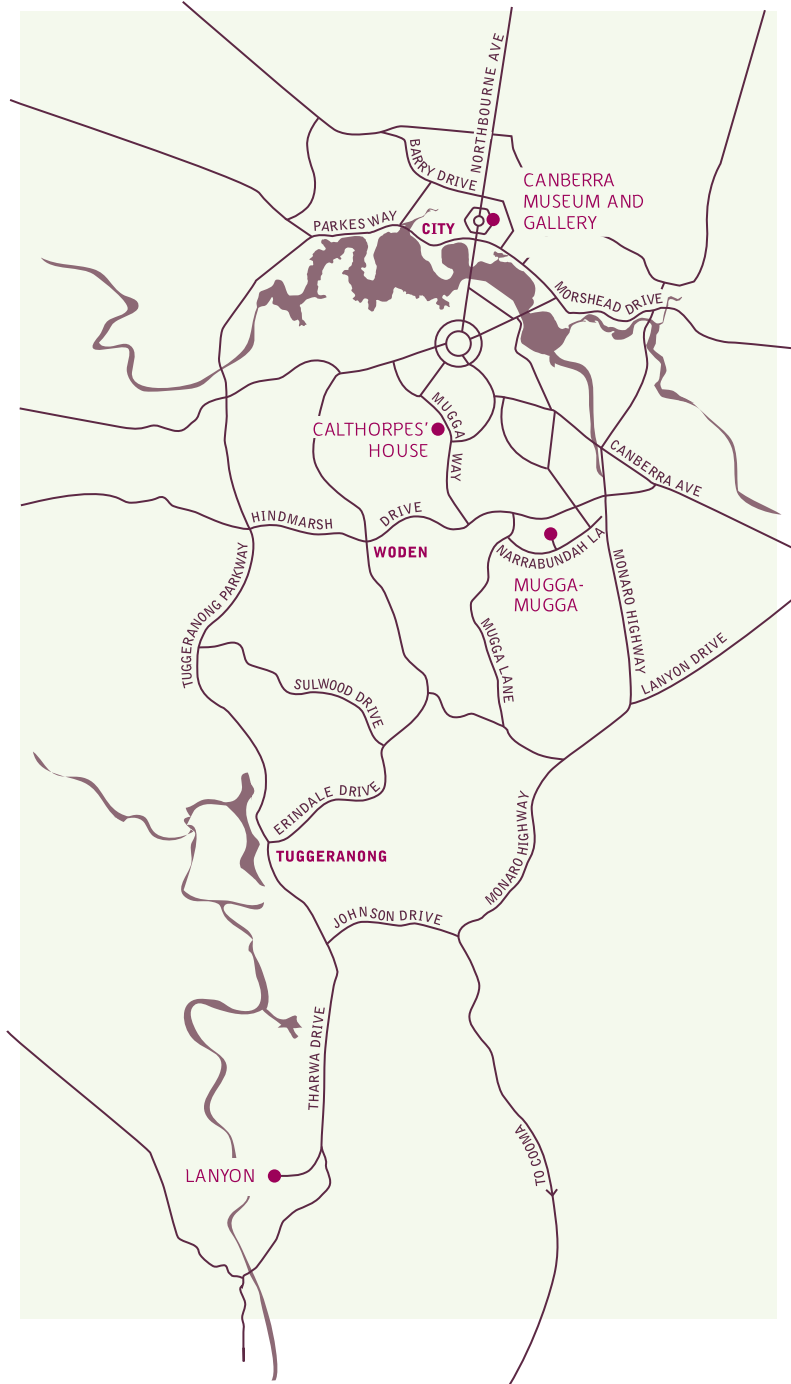 NORTHBOURNE AVE
BARRY DRIVE
CANBERRA
MUSEUM AND
GALLERY
PARKES WAY
CITY
MORSHEAD DRIVE
MUGGA WAY
CALTHORPES'
HOUSE
CANBERRA AVE
HINDMARSH DRIVE
WODEN
NARRABUNDAH LA
MUGGA-
MUGGA
TUGGERANONG PARKWAY
MONARO HIGHWAY
MUGGA LANE
LANYON DRIVE
SULWOOD DRIVE
ERINDALE DRIVE
TUGGERANONG
MONARO HIGHWAY
JOHNSON DRIVE
THARWA DRIVE
TO COOMA
LANYON